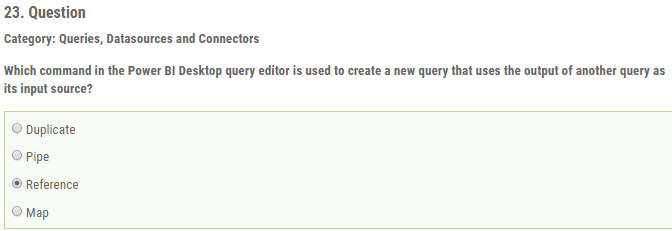 23. Question
Category: Queries, Datasources and Connectors
Which command in the Power BI Desktop query editor is used to create a new query that uses the output of another query as
its input source?
Duplicate
Pipe
Reference
Map